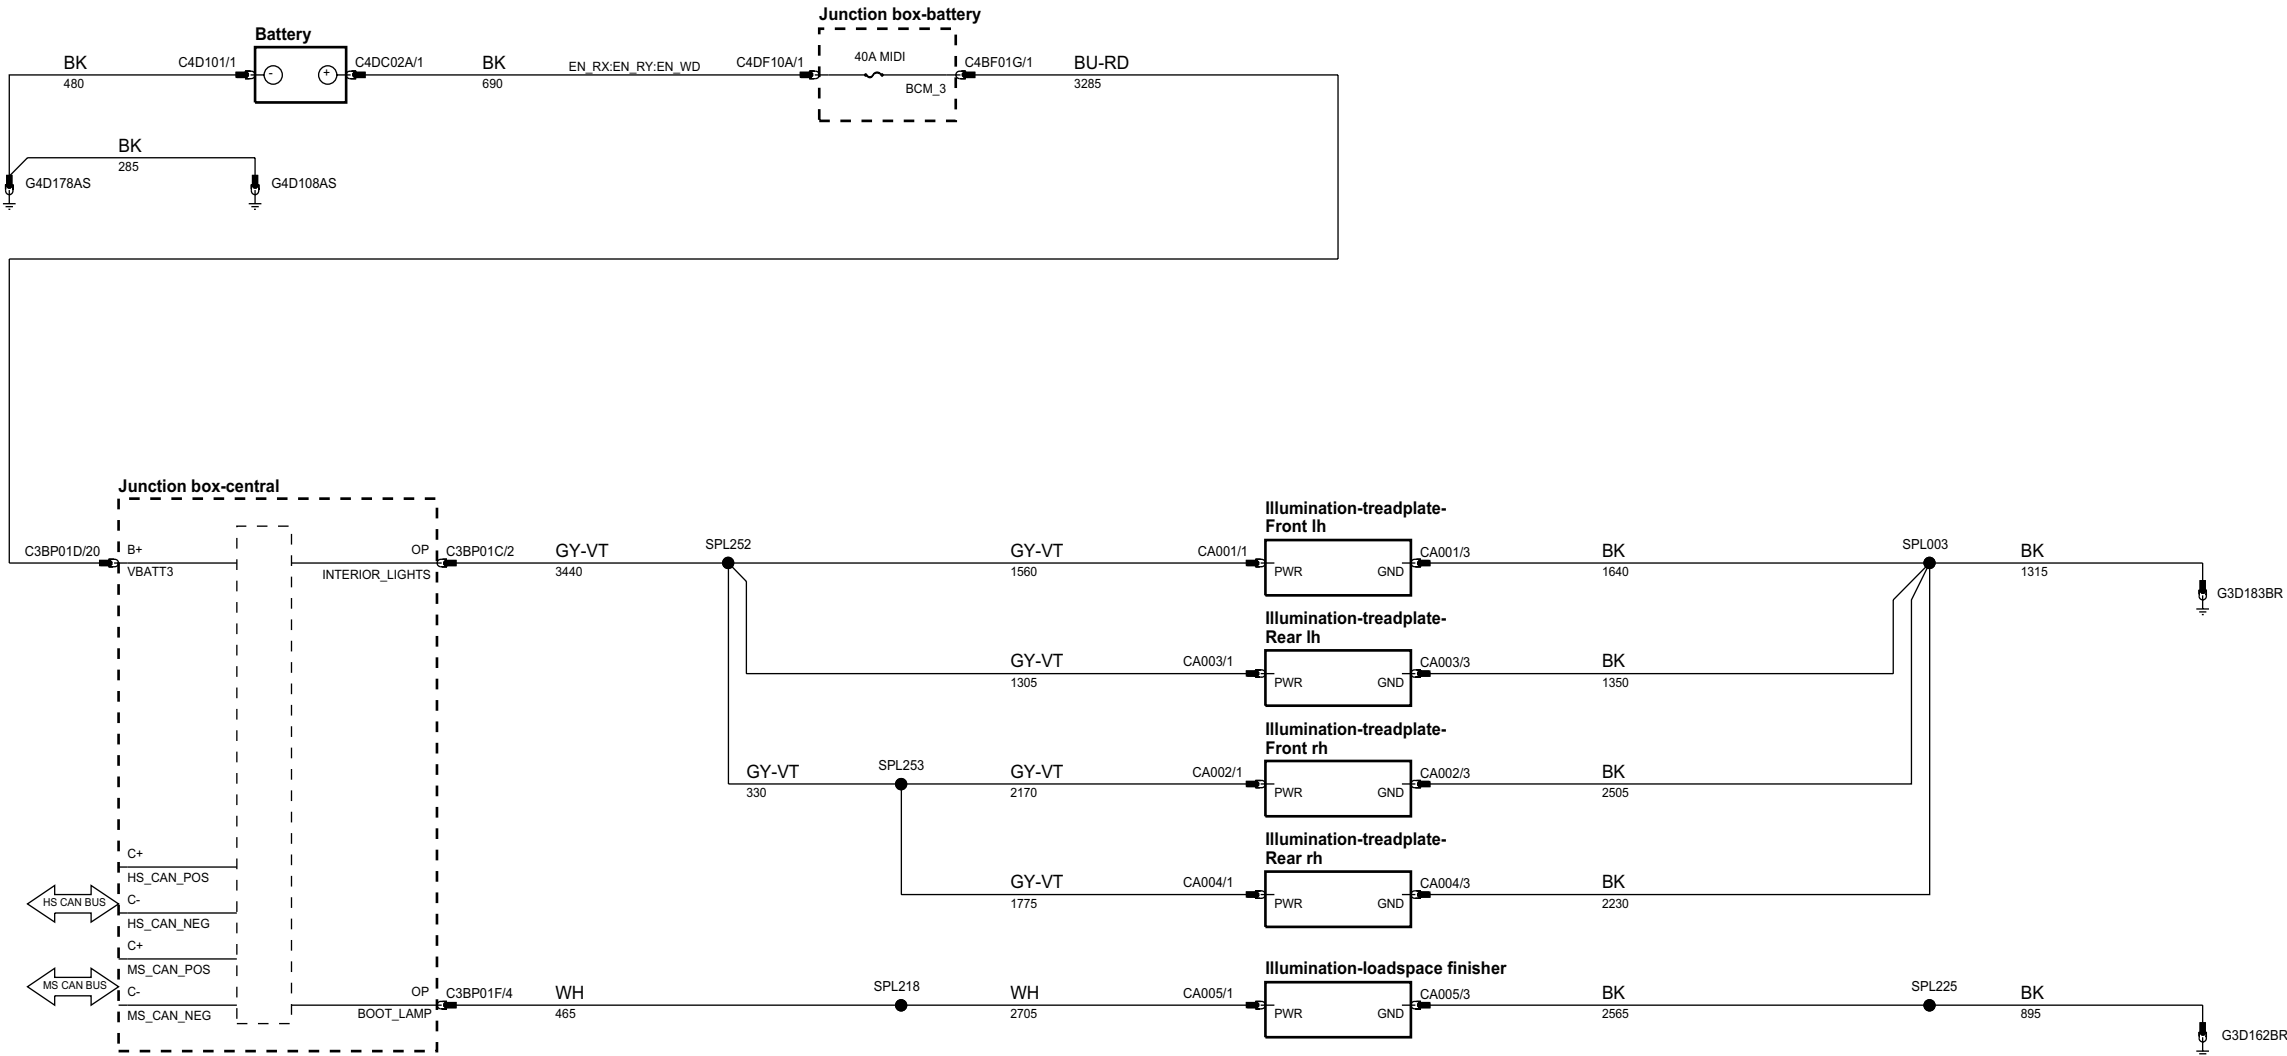 Junction box-battery
Battery
BK
480
C4D101/1
-
+
C4DC02A/1
BK
690
EN_RX:EN_RY:EN_WD
C4DF10A/1
40A MIDI
BCM_3
C4BF01G/1
BU-RD
3285
BK
285
G4D178AS
G4D108AS
Junction box-central
C3BP01D/20
B+
VBATT3
OP
INTERIOR_LIGHTS
C3BP01C/2
GY-VT
3440
SPL252
GY-VT
1560
CA001/1
Illumination-treadplate-
Front lh
PWR
GND
CA001/3
BK
1640
SPL003
BK
1315
G3D183BR
Illumination-treadplate-
Rear lh
GY-VT
1305
CA003/1
PWR
GND
CA003/3
BK
1350
Illumination-treadplate-
Front rh
GY-VT
330
SPL253
GY-VT
2170
CA002/1
PWR
GND
CA002/3
BK
2505
Illumination-treadplate-
Rear rh
GY-VT
1775
CA004/1
PWR
GND
CA004/3
BK
2230
C+
HS_CAN_POS
HS CAN BUS
C-
HS_CAN_NEG
C+
MS_CAN_POS
MS CAN BUS
C-
MS_CAN_NEG
OP
BOOT_LAMP
C3BP01F/4
WH
465
SPL218
WH
2705
CA005/1
Illumination-loadspace finisher
PWR
GND
CA005/3
BK
2565
SPL225
BK
895
G3D162BR